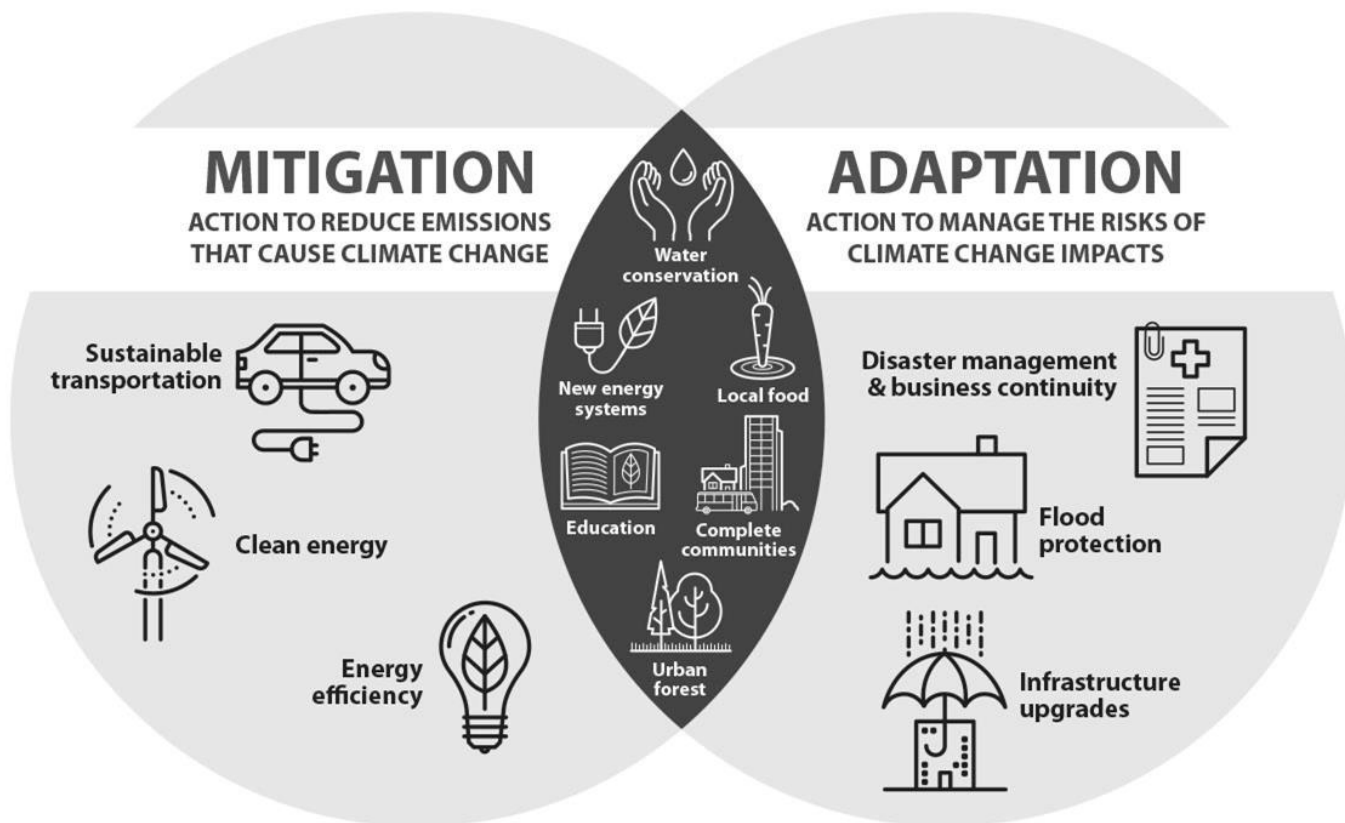 MITIGATION
ACTION TO REDUCE EMISSIONS
THAT CAUSE CLIMATE CHANGE
Sustainable
transportation
Clean energy
Energy
efficiency
Water
conservation
New energy
systems
Local food
Education
Complete
communities
Urban
forest
ADAPTATION
ACTION TO MANAGE THE RISKS OF
CLIMATE CHANGE IMPACTS
Disaster management
& business continuity
Flood
protection
Infrastructure
upgrades